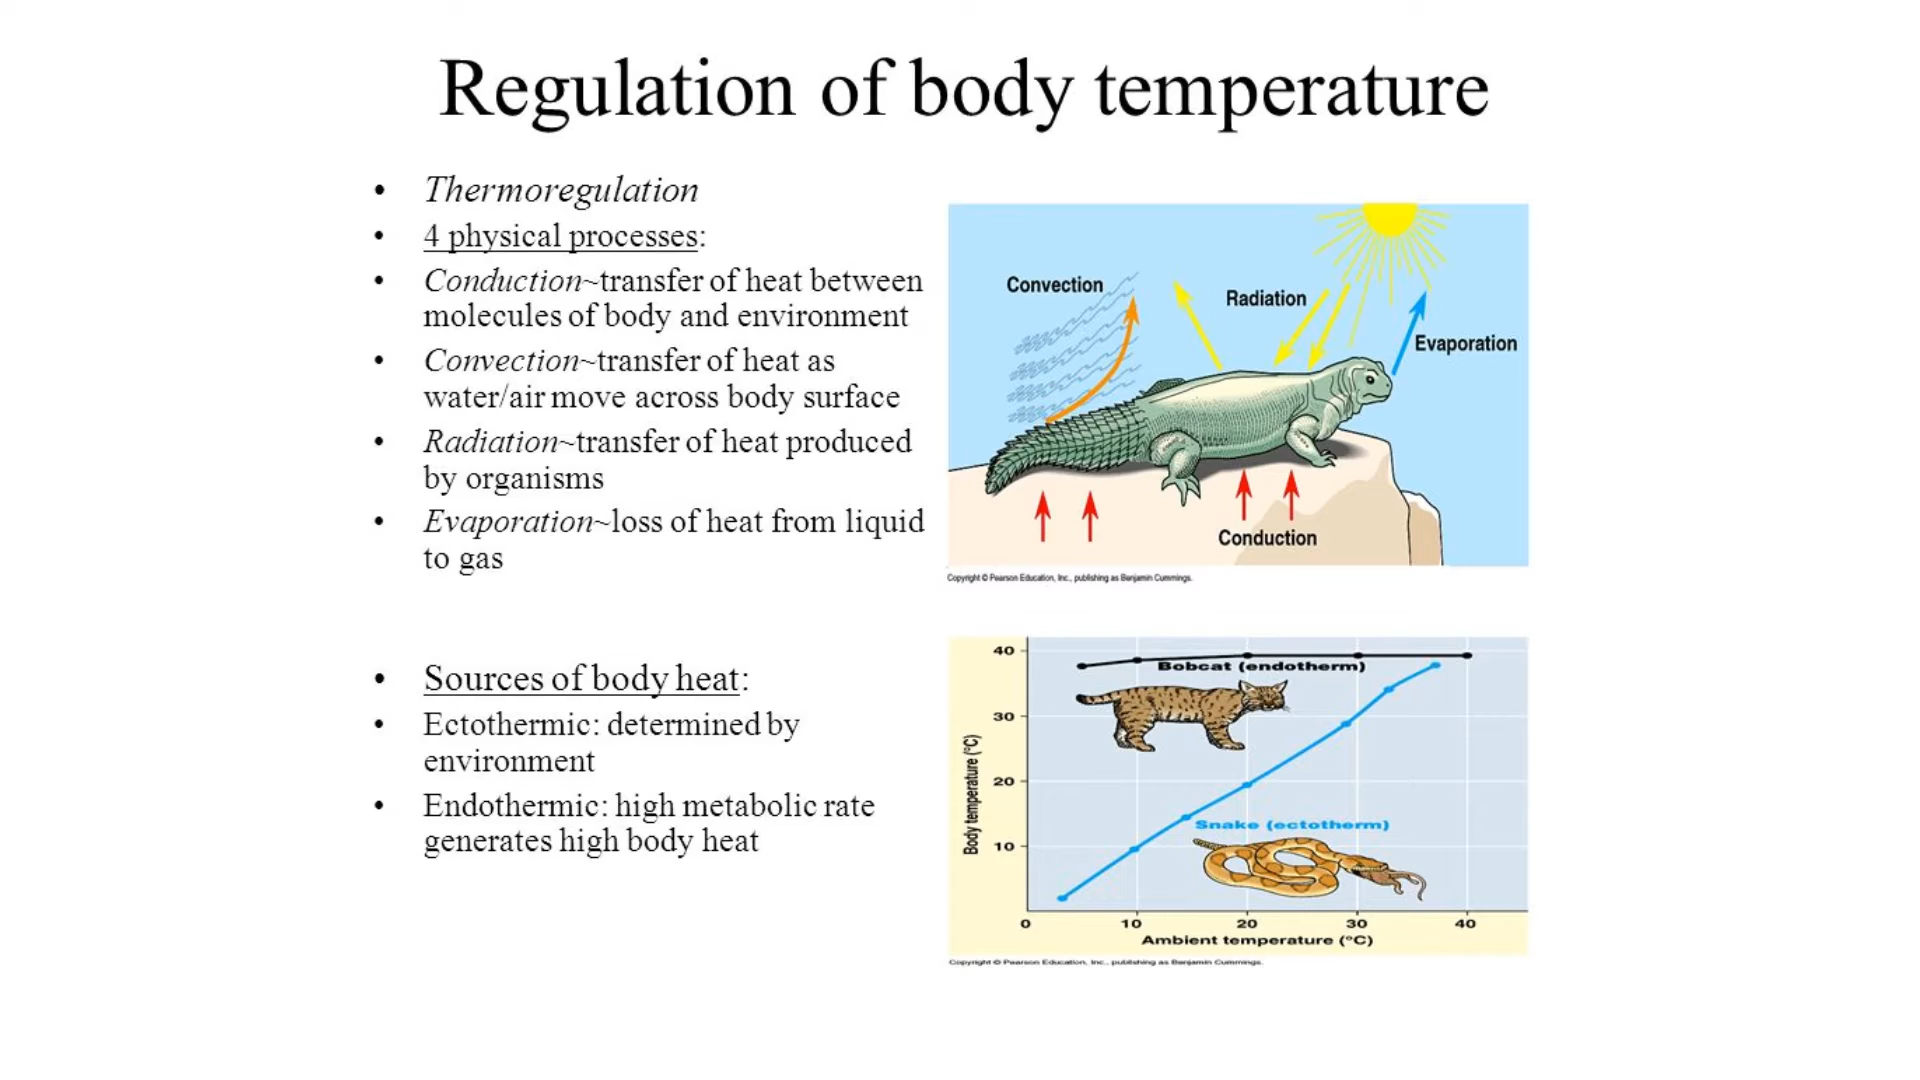 Regulation of body temperature
• Thermoregulation
• 4 physical processes:
• Conduction~transfer of heat between
molecules of body and environment
• Convection~transfer of heat as
water/air move across body surface
• Radiation~transfer of heat produced
by organisms
• Evaporation~loss of heat from liquid
to gas
• Sources of body heat:
• Ectothermic: determined by
environment
• Endothermic: high metabolic rate
generates high body heat
Convection
Radiation
Evaporation
Conduction
Copyright © Pearson Education, Inc., publishing as Benjamin Cummings.
40
Bobcat (endotherm)
30
20
Snake (ectotherm)
10
Body temperature (°C)
0 10 20 30 40
Ambient temperature (°C)
Copyright © Pearson Education, Inc., publishing as Benjamin Cummings.